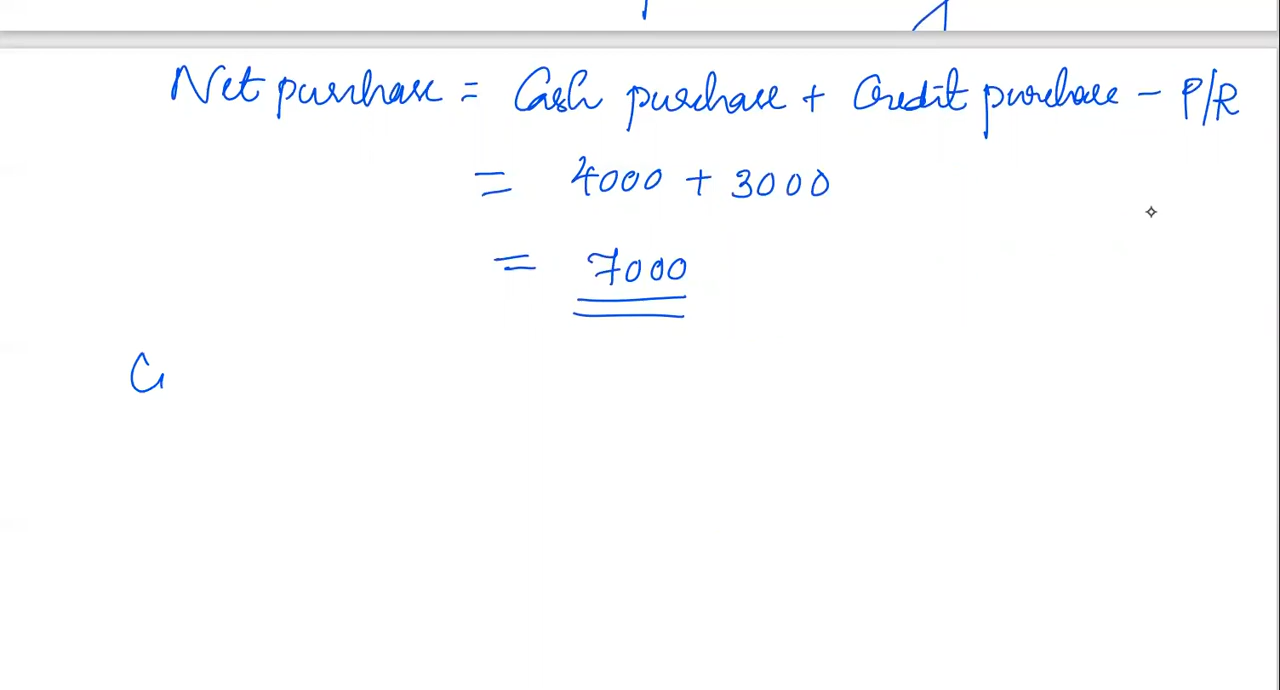 Net purchase = Cash purchase + Credit purchase - P/R
= 4000 + 3000
= 7000